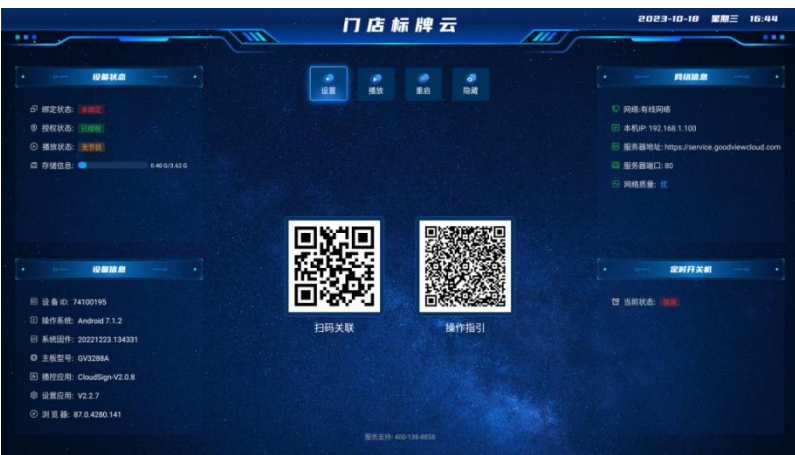 门店标牌云
2023-10-18 星期三 16:44
设备状态
绑定状态: 未绑定
授权状态: 已授权
播放状态: 无节目
存储信息: 0.40 G/3.62 G
设置
播放
重启
隐藏
网络信息
网络:有线网络
本机IP: 192.168.1.100
服务器地址: https://service.goodviewcloud.com
服务器端口: 80
网络质量: 优
扫码关联
操作指引
设备信息
设 备 ID: 74100195
操作系统: Android 7.1.2
系统固件: 20221223.134331
主板型号: GV3288A
播控应用: CloudSign-V2.0.8
设置应用: V2.2.7
浏 览 器: 87.0.4280.141
定时开关机
当前状态: 禁用
服务支持: 400-138-8858